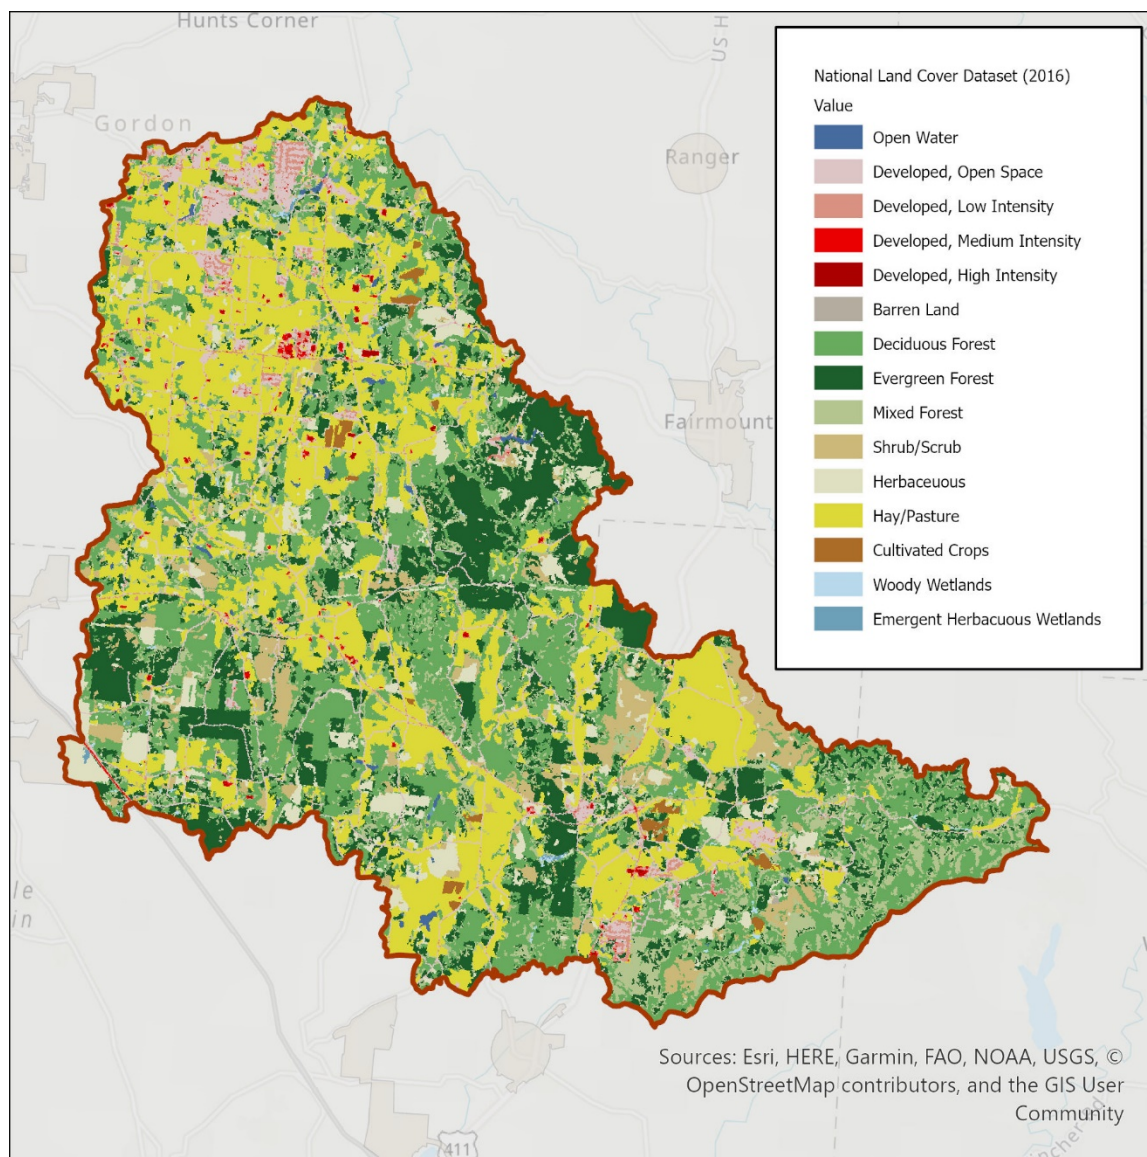 Hunts Corner
US H
Gordon
Ranger
Fairmount
National Land Cover Dataset (2016)
Value
Open Water
Developed, Open Space
Developed, Low Intensity
Developed, Medium Intensity
Developed, High Intensity
Barren Land
Deciduous Forest
Evergreen Forest
Mixed Forest
Shrub/Scrub
Herbaceuous
Hay/Pasture
Cultivated Crops
Woody Wetlands
Emergent Herbacuous Wetlands
le
in
Sources: Esri, HERE, Garmin, FAO, NOAA, USGS, ©
OpenStreetMap contributors, and the GIS User
Community
411